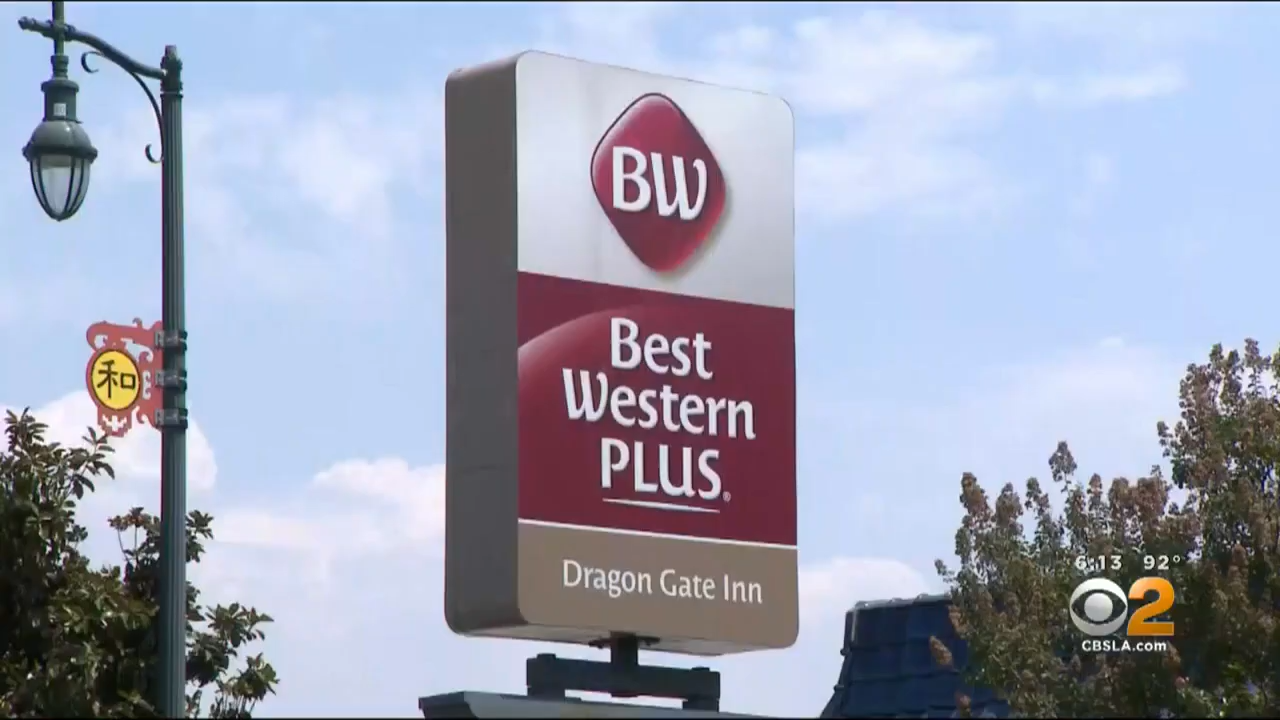 BW
Best
Western
PLUS®
Dragon Gate Inn
和
6:13 92°
2
CBSLA.com